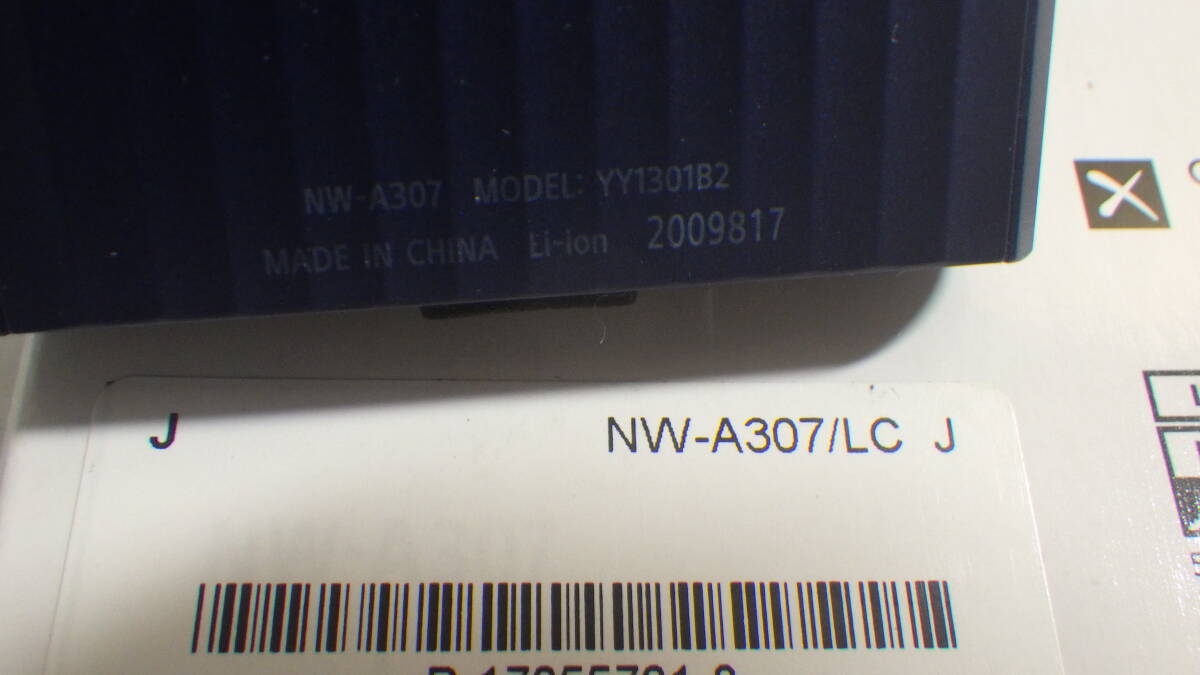 NW-A307 MODEL: YY1301B2
MADE IN CHINA Li-ion 2009817
J NW-A307/LC J